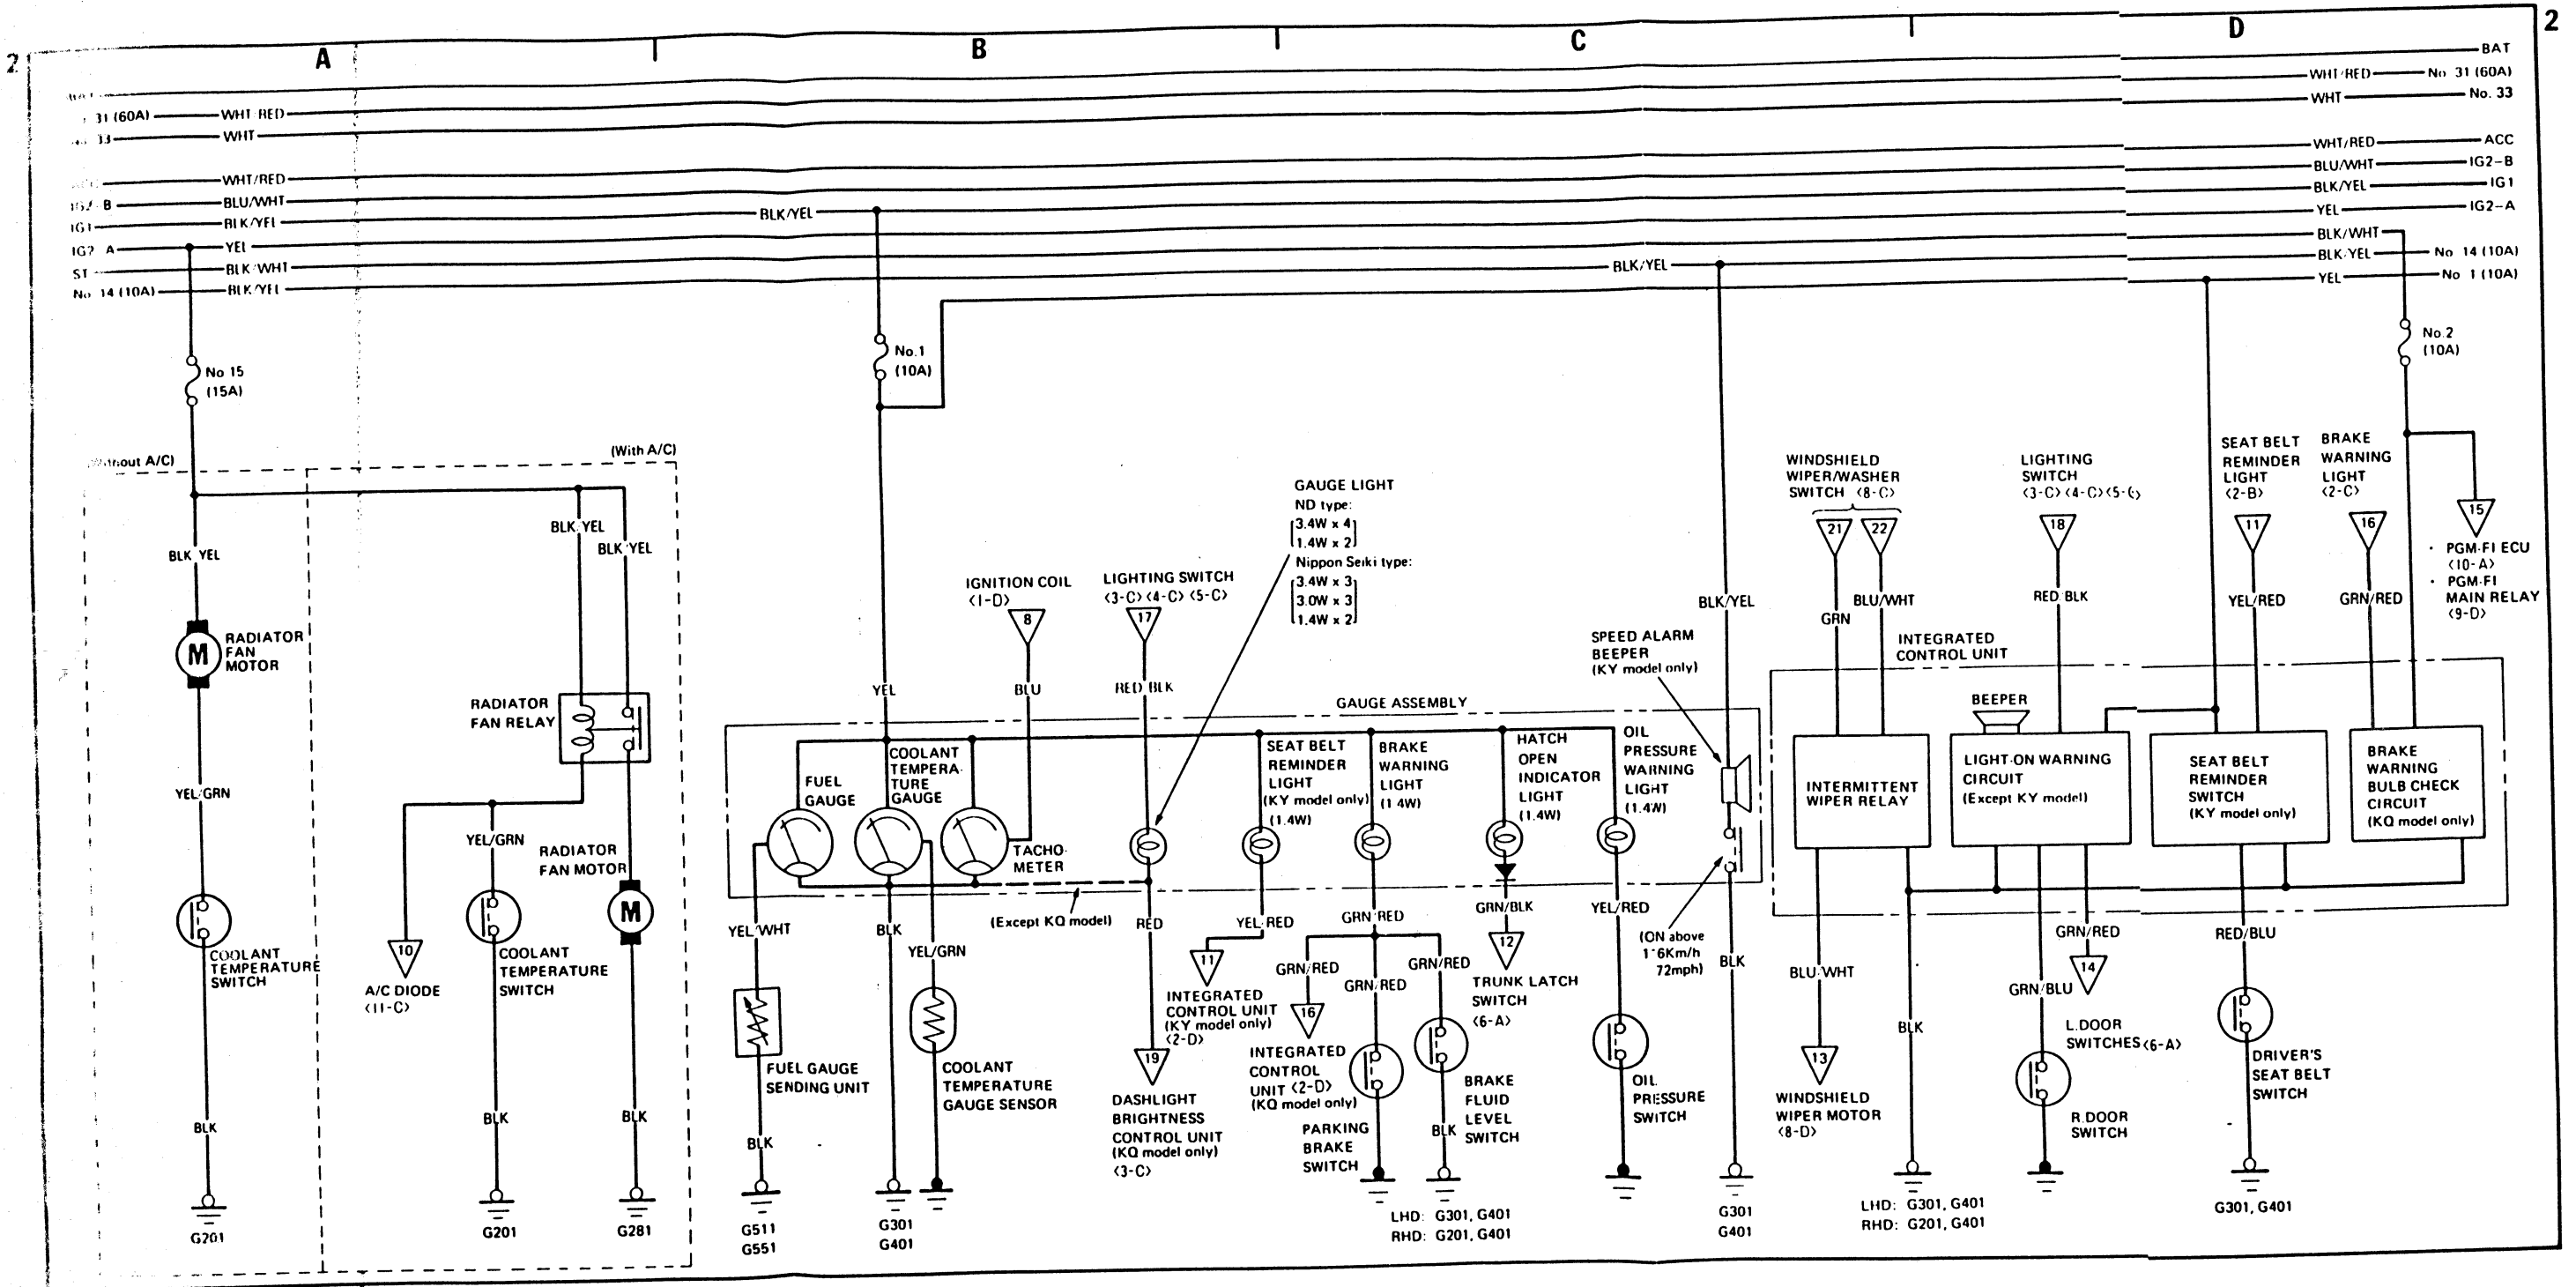 2
A
B
C
D
2
BAT
WHT/RED
No 31 (60A)
WHT
No. 33
WHT/RED
ACC
BLU/WHT
IG2-B
BLK/YEL
IG1
YEL
IG2-A
BLK/WHT
BLK YEL
No 14 (10A)
YEL
No 1 (10A)
31 (60A)
WHT RED
33
WHT
WHT/RED
B
BLU/WHT
IG1
BLK/YEL
IG2 A
YEL
ST
BLK WHT
No 14 (10A)
BLK/YEL
BLK/YEL
BLK/YEL
No 15
(15A)
No.1
(10A)
No.2
(10A)
A/C)
(With A/C)
BLK YEL
BLK YEL
BLK YEL
M
RADIATOR
FAN
MOTOR
RADIATOR
FAN RELAY
YEL/GRN
YEL/GRN
RADIATOR
FAN MOTOR
M
COOLANT
TEMPERATURE
SWITCH
10
A/C DIODE
<11-C>
COOLANT
TEMPERATURE
SWITCH
BLK
BLK
BLK
G201
G201
G281
IGNITION COIL
<1-D>
8
BLU
LIGHTING SWITCH
<3-C> <4-C> <5-C>
17
RED BLK
GAUGE LIGHT
ND type:
3.4W x 4
1.4W x 2
Nippon Seiki type:
3.4W x 3
3.0W x 3
1.4W x 2
YEL
GAUGE ASSEMBLY
FUEL
GAUGE
COOLANT
TEMPERA-
TURE
GAUGE
TACHO-
METER
SEAT BELT
REMINDER
LIGHT
(KY model only)
(1.4W)
BRAKE
WARNING
LIGHT
(1 4W)
HATCH
OPEN
INDICATOR
LIGHT
(1.4W)
OIL
PRESSURE
WARNING
LIGHT
(1.4W)
SPEED ALARM
BEEPER
(KY model only)
BLK/YEL
(Except KQ model)
YEL/WHT
BLK
YEL/GRN
RED
YEL RED
GRN RED
GRN/BLK
YEL/RED
(ON above
72mph)
BLK
FUEL GAUGE
SENDING UNIT
COOLANT
TEMPERATURE
GAUGE SENSOR
BLK
G511
G551
G301
G401
19
DASHLIGHT
BRIGHTNESS
CONTROL UNIT
(KQ model only)
<3-C>
11
INTEGRATED
CONTROL UNIT
(KY model only)
<2-D>
GRN/RED
GRN/RED
GRN/RED
16
INTEGRATED
CONTROL
UNIT <2-D>
(KQ model only)
PARKING
BRAKE
SWITCH
BLK
BRAKE
FLUID
LEVEL
SWITCH
12
TRUNK LATCH
SWITCH
<6-A>
OIL
PRESSURE
SWITCH
LHD: G301, G401
RHD: G201, G401
G301
G401
WINDSHIELD
WIPER/WASHER
SWITCH <8-C>
21
22
GRN
BLU/WHT
LIGHTING
SWITCH
<3-C> <4-C>
18
RED BLK
SEAT BELT
REMINDER
LIGHT
<2-B>
11
YEL/RED
BRAKE
WARNING
LIGHT
<2-C>
16
GRN/RED
15
· PGM-FI ECU
<10-A>
· PGM-FI
MAIN RELAY
<9-D>
INTEGRATED
CONTROL UNIT
BEEPER
INTERMITTENT
WIPER RELAY
LIGHT-ON WARNING
CIRCUIT
(Except KY model)
SEAT BELT
REMINDER
SWITCH
(KY model only)
BRAKE
WARNING
BULB CHECK
CIRCUIT
(KQ model only)
BLU WHT
13
WINDSHIELD
WIPER MOTOR
<8-D>
BLK
LHD: G301, G401
RHD: G201, G401
GRN/RED
14
GRN/BLU
L.DOOR
SWITCHES <6-A>
R.DOOR
SWITCH
RED/BLU
DRIVER'S
SEAT BELT
SWITCH
G301, G401